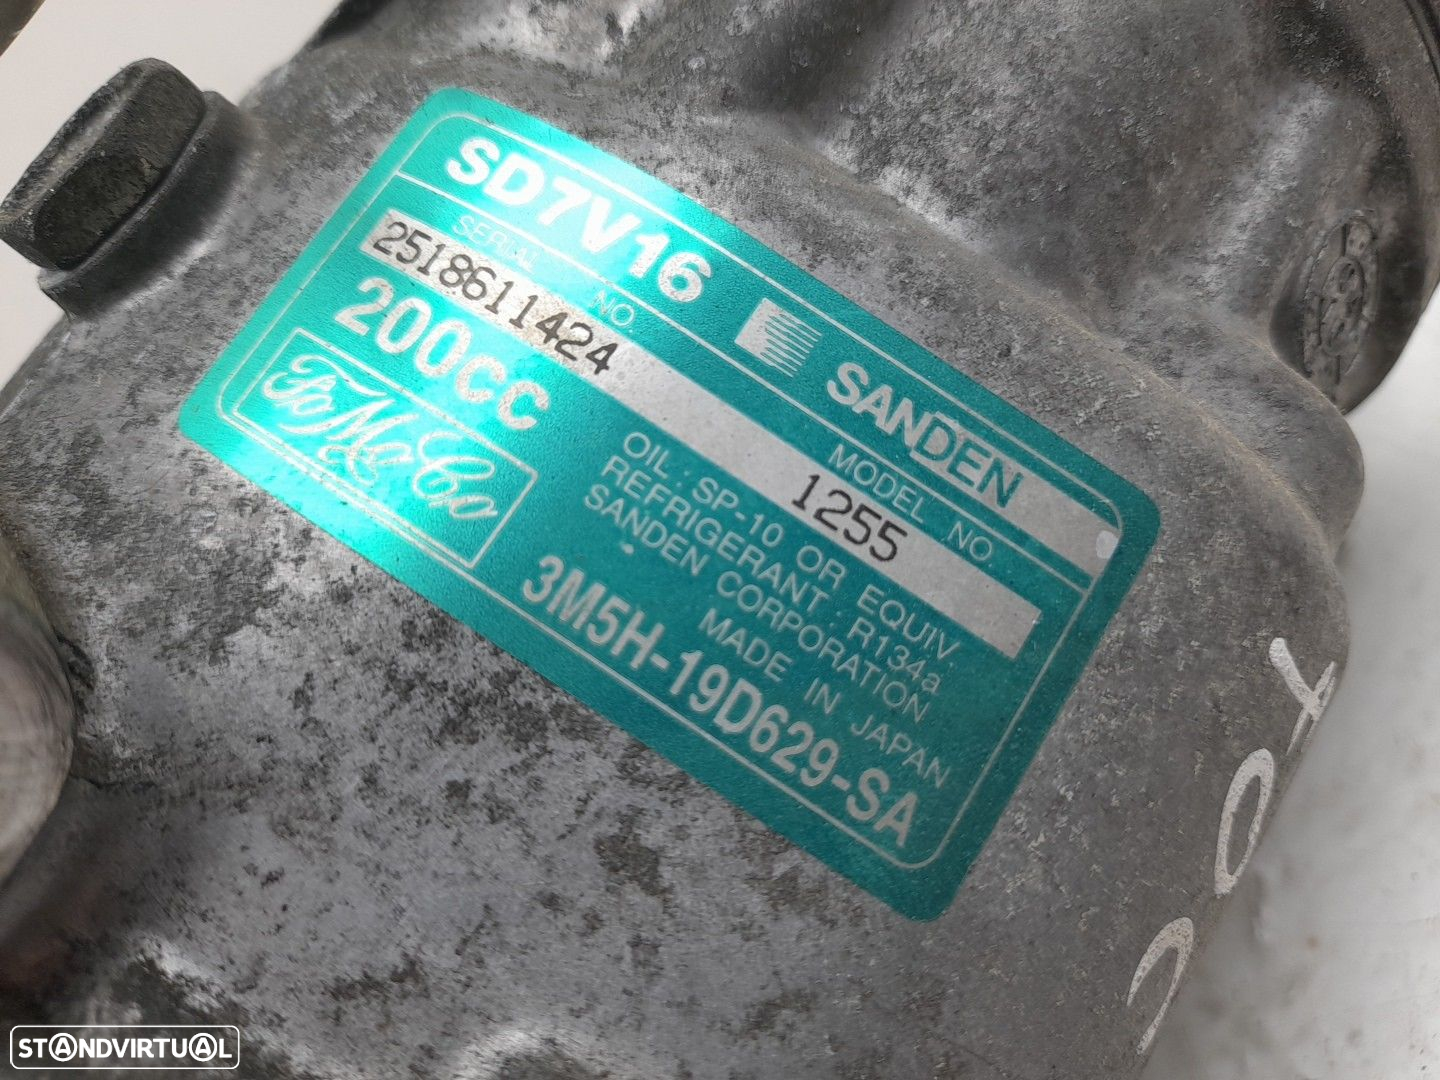 SD7V16
SANDEN
SERIAL NO.
MODEL NO.
2518611424
1255
200CC
OIL : SP-10 OR EQUIV.
REFRIGERANT : R134a
SANDEN CORPORATION
MADE IN JAPAN
FoMoCo
3M5H-19D629-SA
STANDVIRTUAL